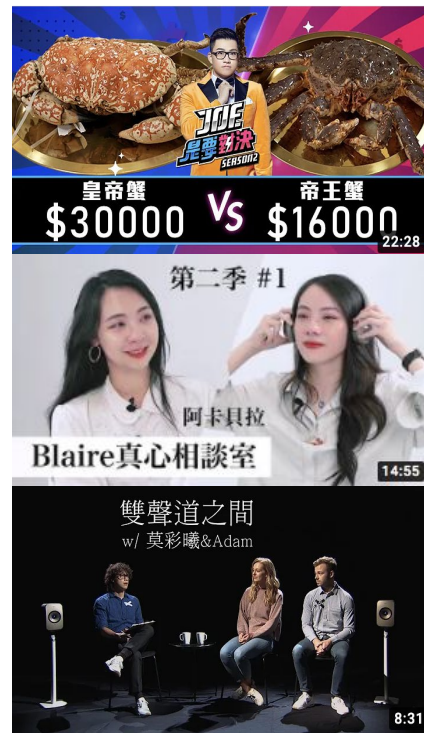 JOE
是要對決
SEASON2
皇帝蟹
$30000
VS
帝王蟹
$16000
22:28
第二季 #1
阿卡貝拉
Blaire真心相談室
14:55
雙聲道之間
w/ 莫彩曦&Adam
8:31